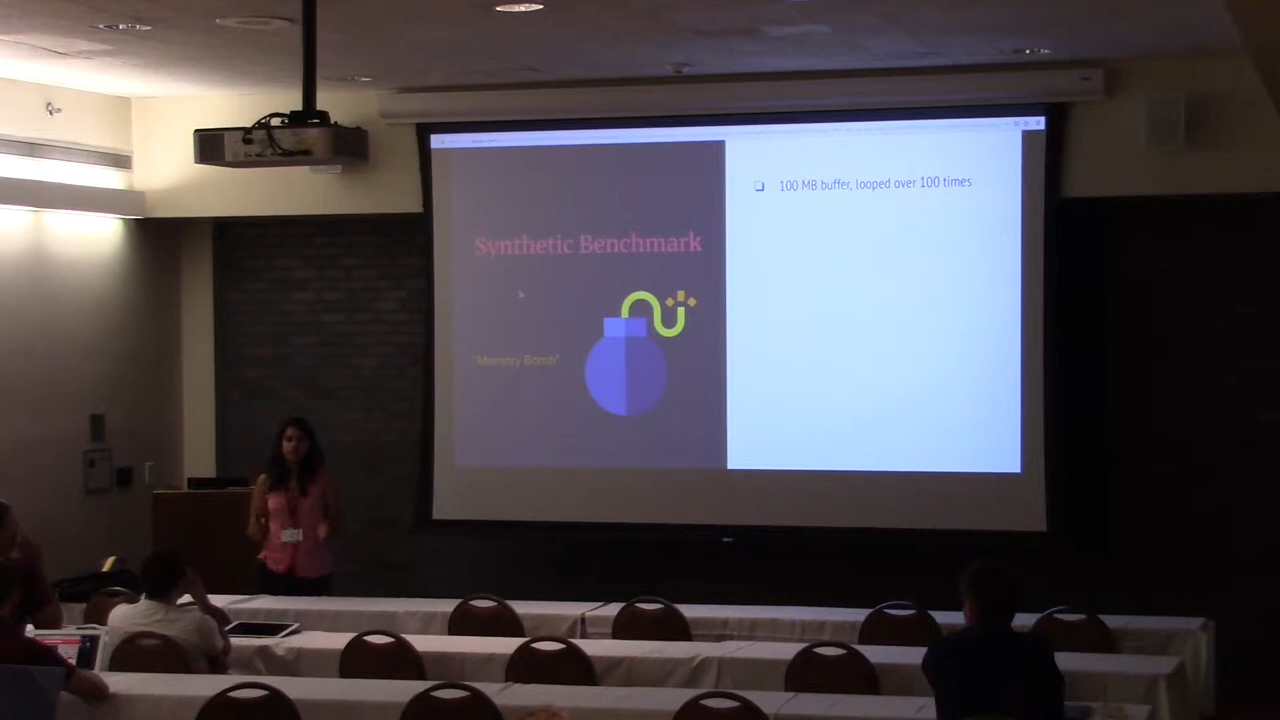 Synthetic Benchmark
"Memory Bomb"
100 MB buffer, looped over 100 times